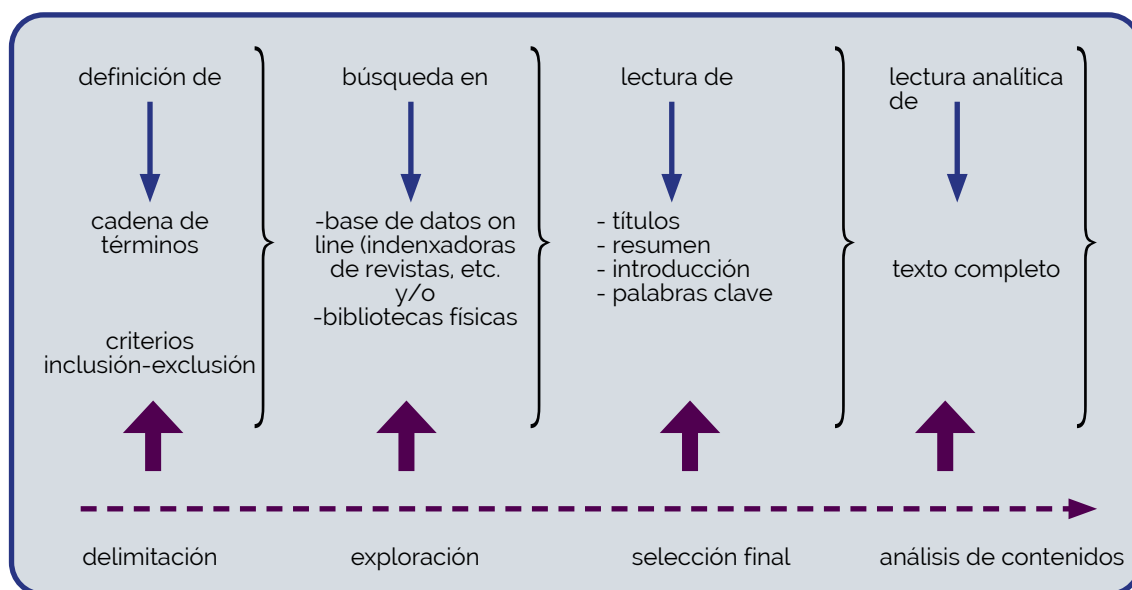 definición de
cadena de
términos
criterios
inclusión-exclusión
búsqueda en
-base de datos on
line (indenxadoras
de revistas, etc.
y/o
-bibliotecas físicas
lectura de
- títulos
- resumen
- introducción
- palabras clave
lectura analítica
de
texto completo
delimitación
exploración
selección final
análisis de contenidos